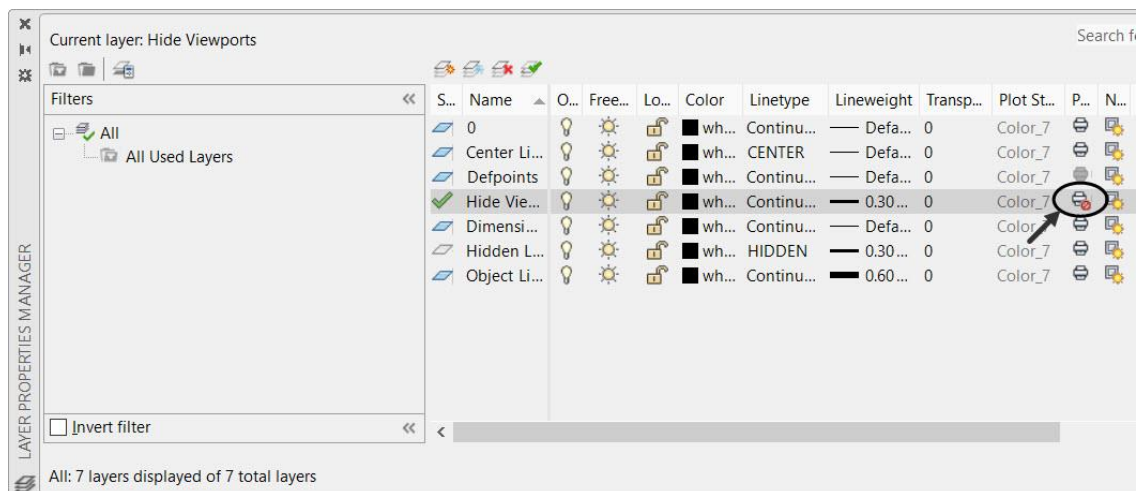 Current layer: Hide Viewports
Search f
Filters
All
All Used Layers
S... Name O... Free... Lo... Color Linetype Lineweight Transp... Plot St... P... N...
0 wh... Continu... Defa... 0 Color_7
Center Li... wh... CENTER Defa... 0 Color_7
Defpoints wh... Continu... Defa... 0 Color_7
Hide Vie... wh... Continu... 0.30... 0 Color_7
Dimensi... wh... Continu... Defa... 0 Color_7
Hidden L... wh... HIDDEN 0.30... 0 Color_7
Object Li... wh... Continu... 0.60... 0 Color_7
Invert filter
LAYER PROPERTIES MANAGER
All: 7 layers displayed of 7 total layers